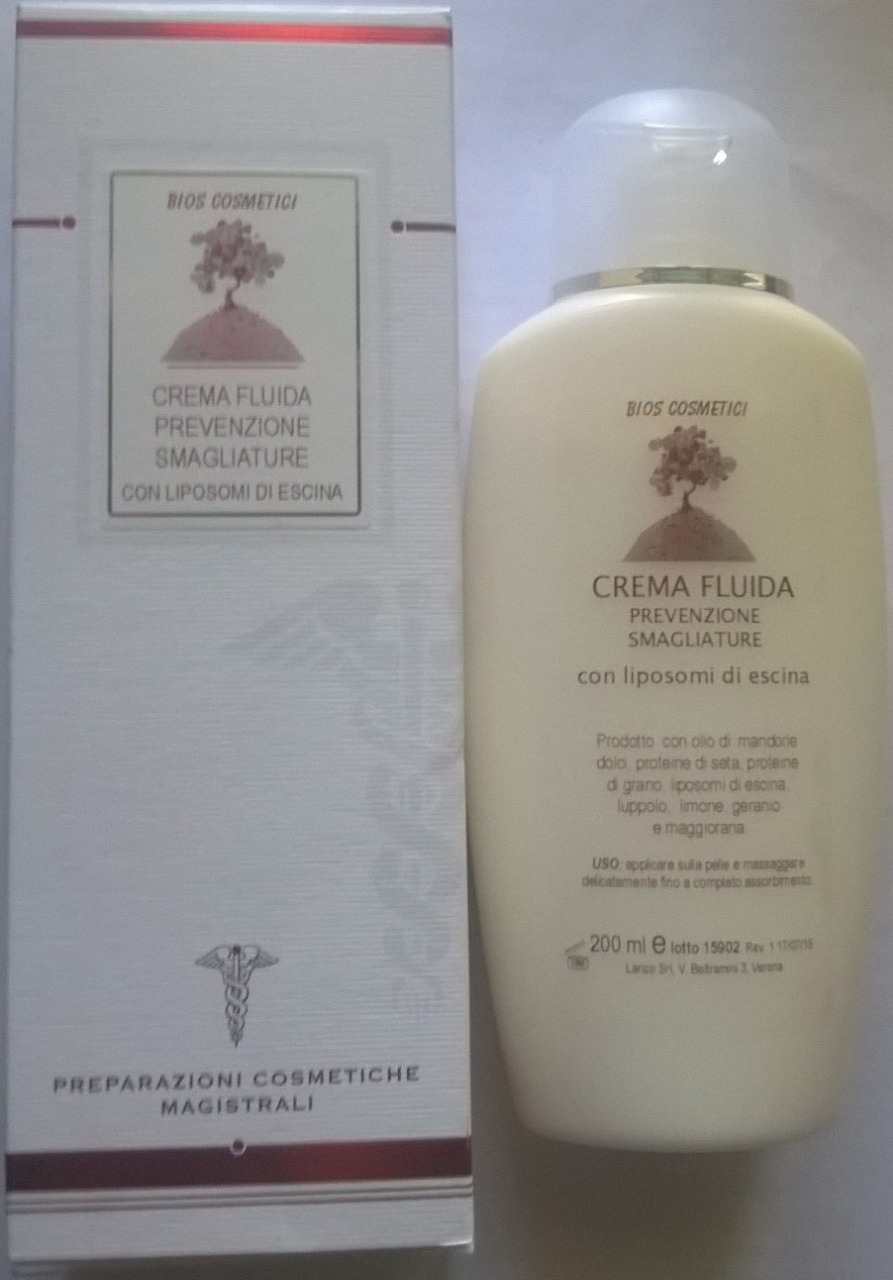 BIOS COSMETICI
CREMA FLUIDA
PREVENZIONE
SMAGLIATURE
CON LIPOSOMI DI ESCINA
PREPARAZIONI COSMETICHE
MAGISTRALI
BIOS COSMETICI
CREMA FLUIDA
PREVENZIONE
SMAGLIATURE
con liposomi di escina
Prodotto con olio di mandorle
dolci, proteine di seta, proteine
di grano, liposomi di escina,
luppolo, limone, geranio
e maggiorana
USO: applicare sulla pelle e massaggiare
delicatamente fino a completo assorbimento
200 ml e lotto 15902 Rev. 1
Srl, V. Beltramini 3, Verona